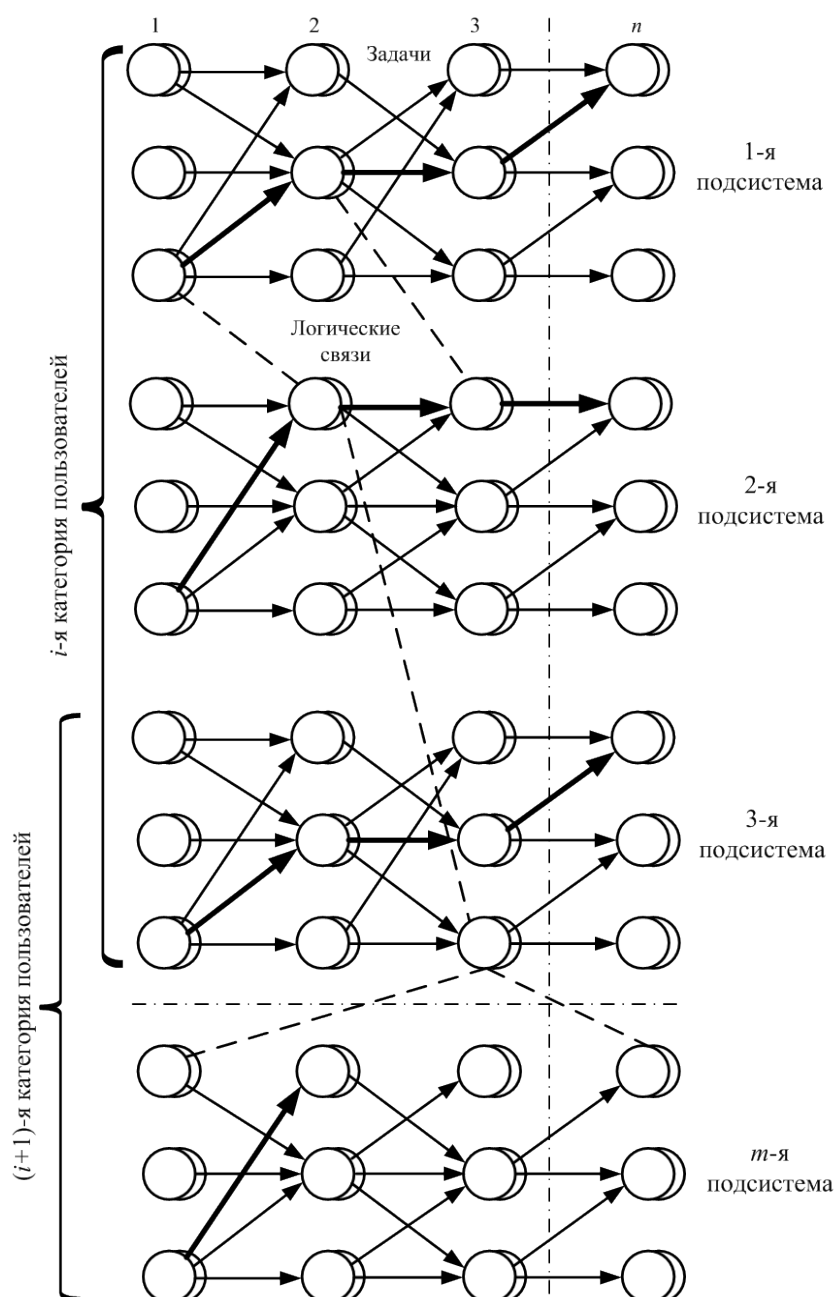 1 2 3 n
Задачи
1-я
подсистема
Логические
связи
i-я категория пользователей
2-я
подсистема
3-я
подсистема
(i+1)-я категория пользователей
m-я
подсистема